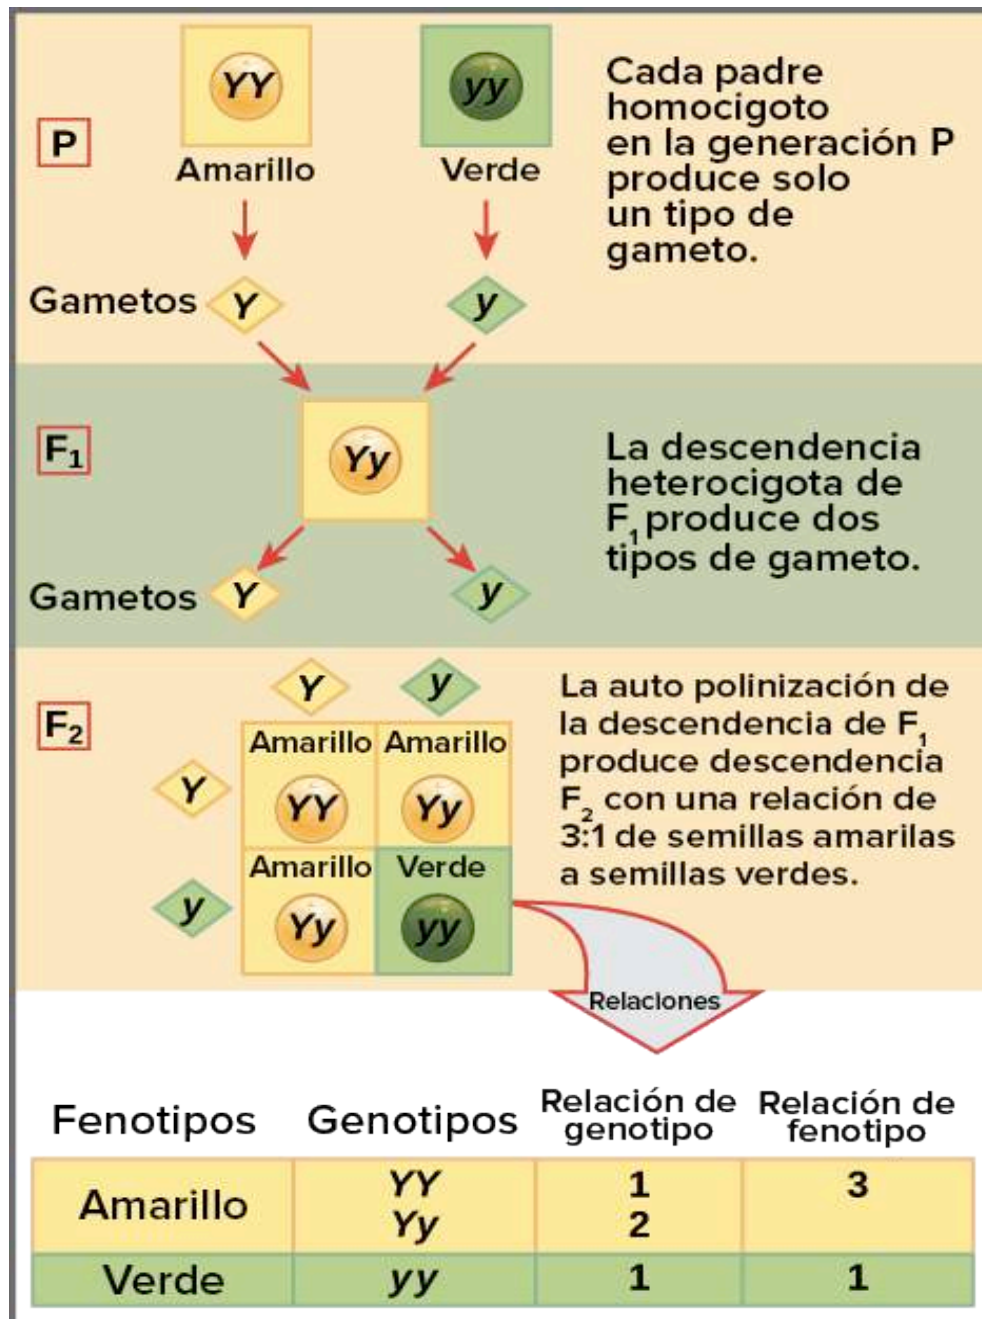 P
YY
yy
Amarillo
Verde
Cada padre
homocigoto
en la generación P
produce solo
un tipo de
gameto.
Gametos
Y
y
F1
Yy
La descendencia
heterocigota de
F1 produce dos
tipos de gameto.
Gametos
Y
y
F2
Y
y
La auto polinización de
la descendencia de F1
produce descendencia
F2 con una relación de
3:1 de semillas amarilas
a semillas verdes.
Y
Amarillo Amarillo
YY Yy
y
Amarillo Verde
Yy yy
Relaciones
Fenotipos Genotipos Relación de genotipo Relación de fenotipo
Amarillo YY 1 3
Yy 2
Verde yy 1 1